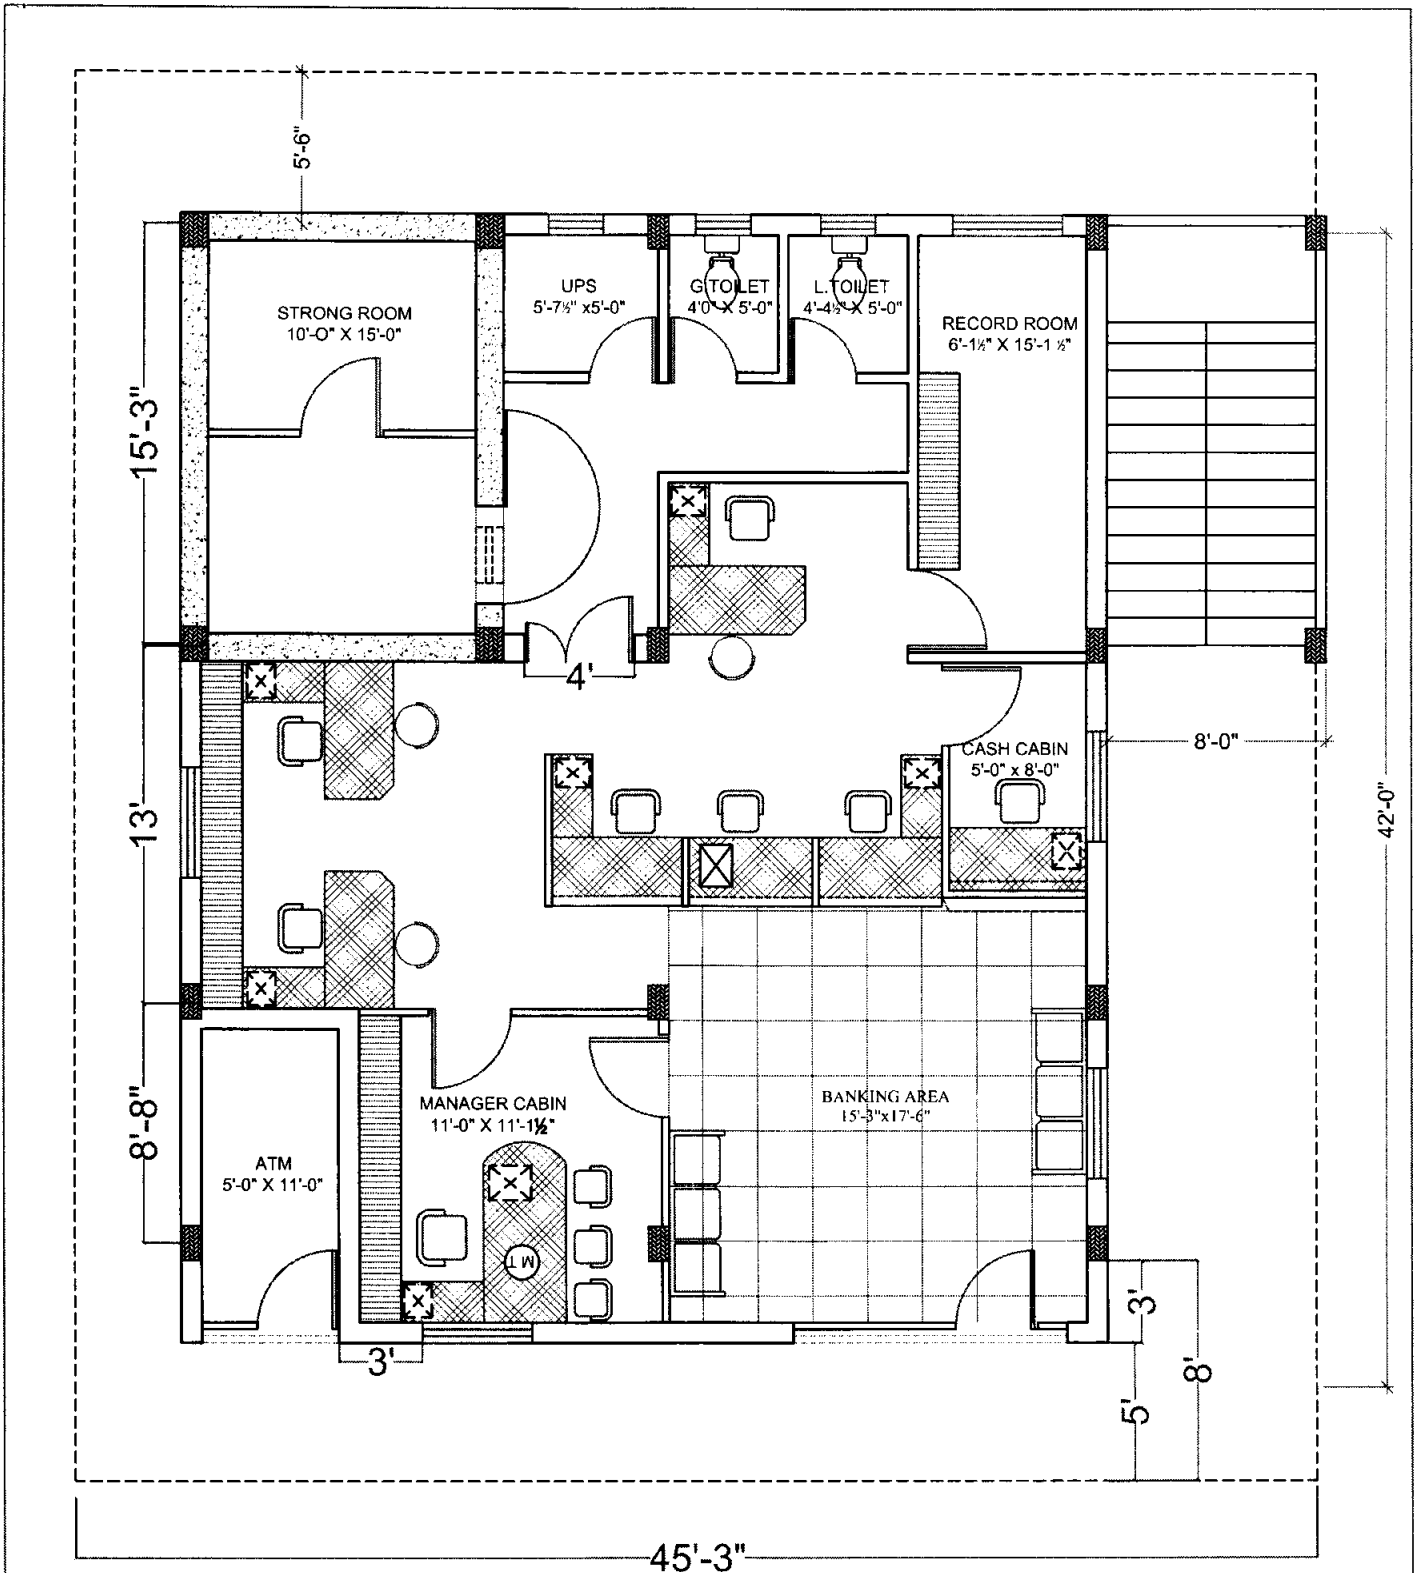 5'-6"
STRONG ROOM
10'-O" X 15'-0"
UPS
5'-7½" x5'-0"
G.TOILET
4'0" X 5'-0"
L.TOILET
4'-4½" X 5'-0"
RECORD ROOM
6'-1½" X 15'-1 ½"
15'-3"
4'
CASH CABIN
5'-0" x 8'-0"
8'-0"
42'-0"
13'
MANAGER CABIN
11'-0" X 11'-1½"
BANKING AREA
15'-3"x17'-6"
8'-8"
ATM
5'-0" X 11'-0"
M T
3'
3'
8'
5'
45'-3"